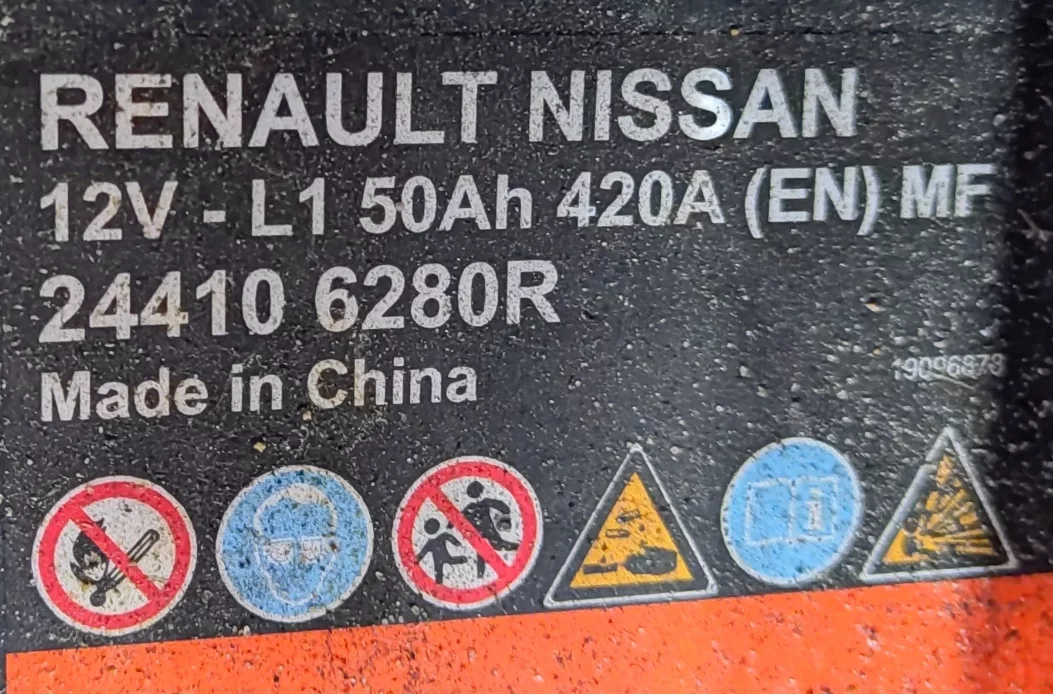 RENAULT NISSAN
12V - L1 50Ah 420A (EN) MF
24410 6280R
Made in China